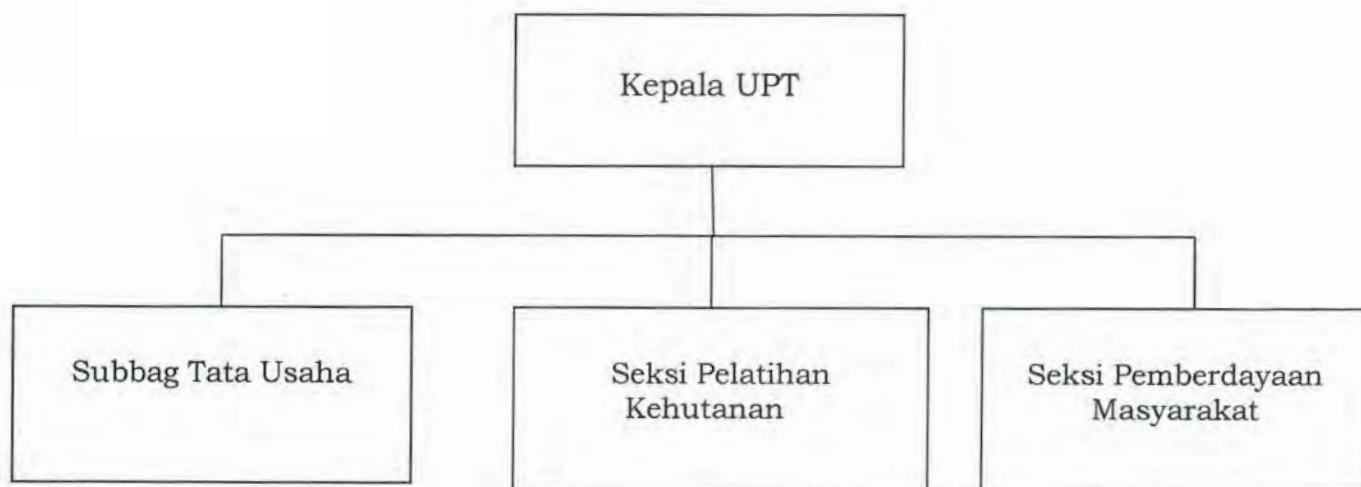 Kepala UPT
Subbag Tata Usaha
Seksi Pelatihan
Kehutanan
Seksi Pemberdayaan
Masyarakat